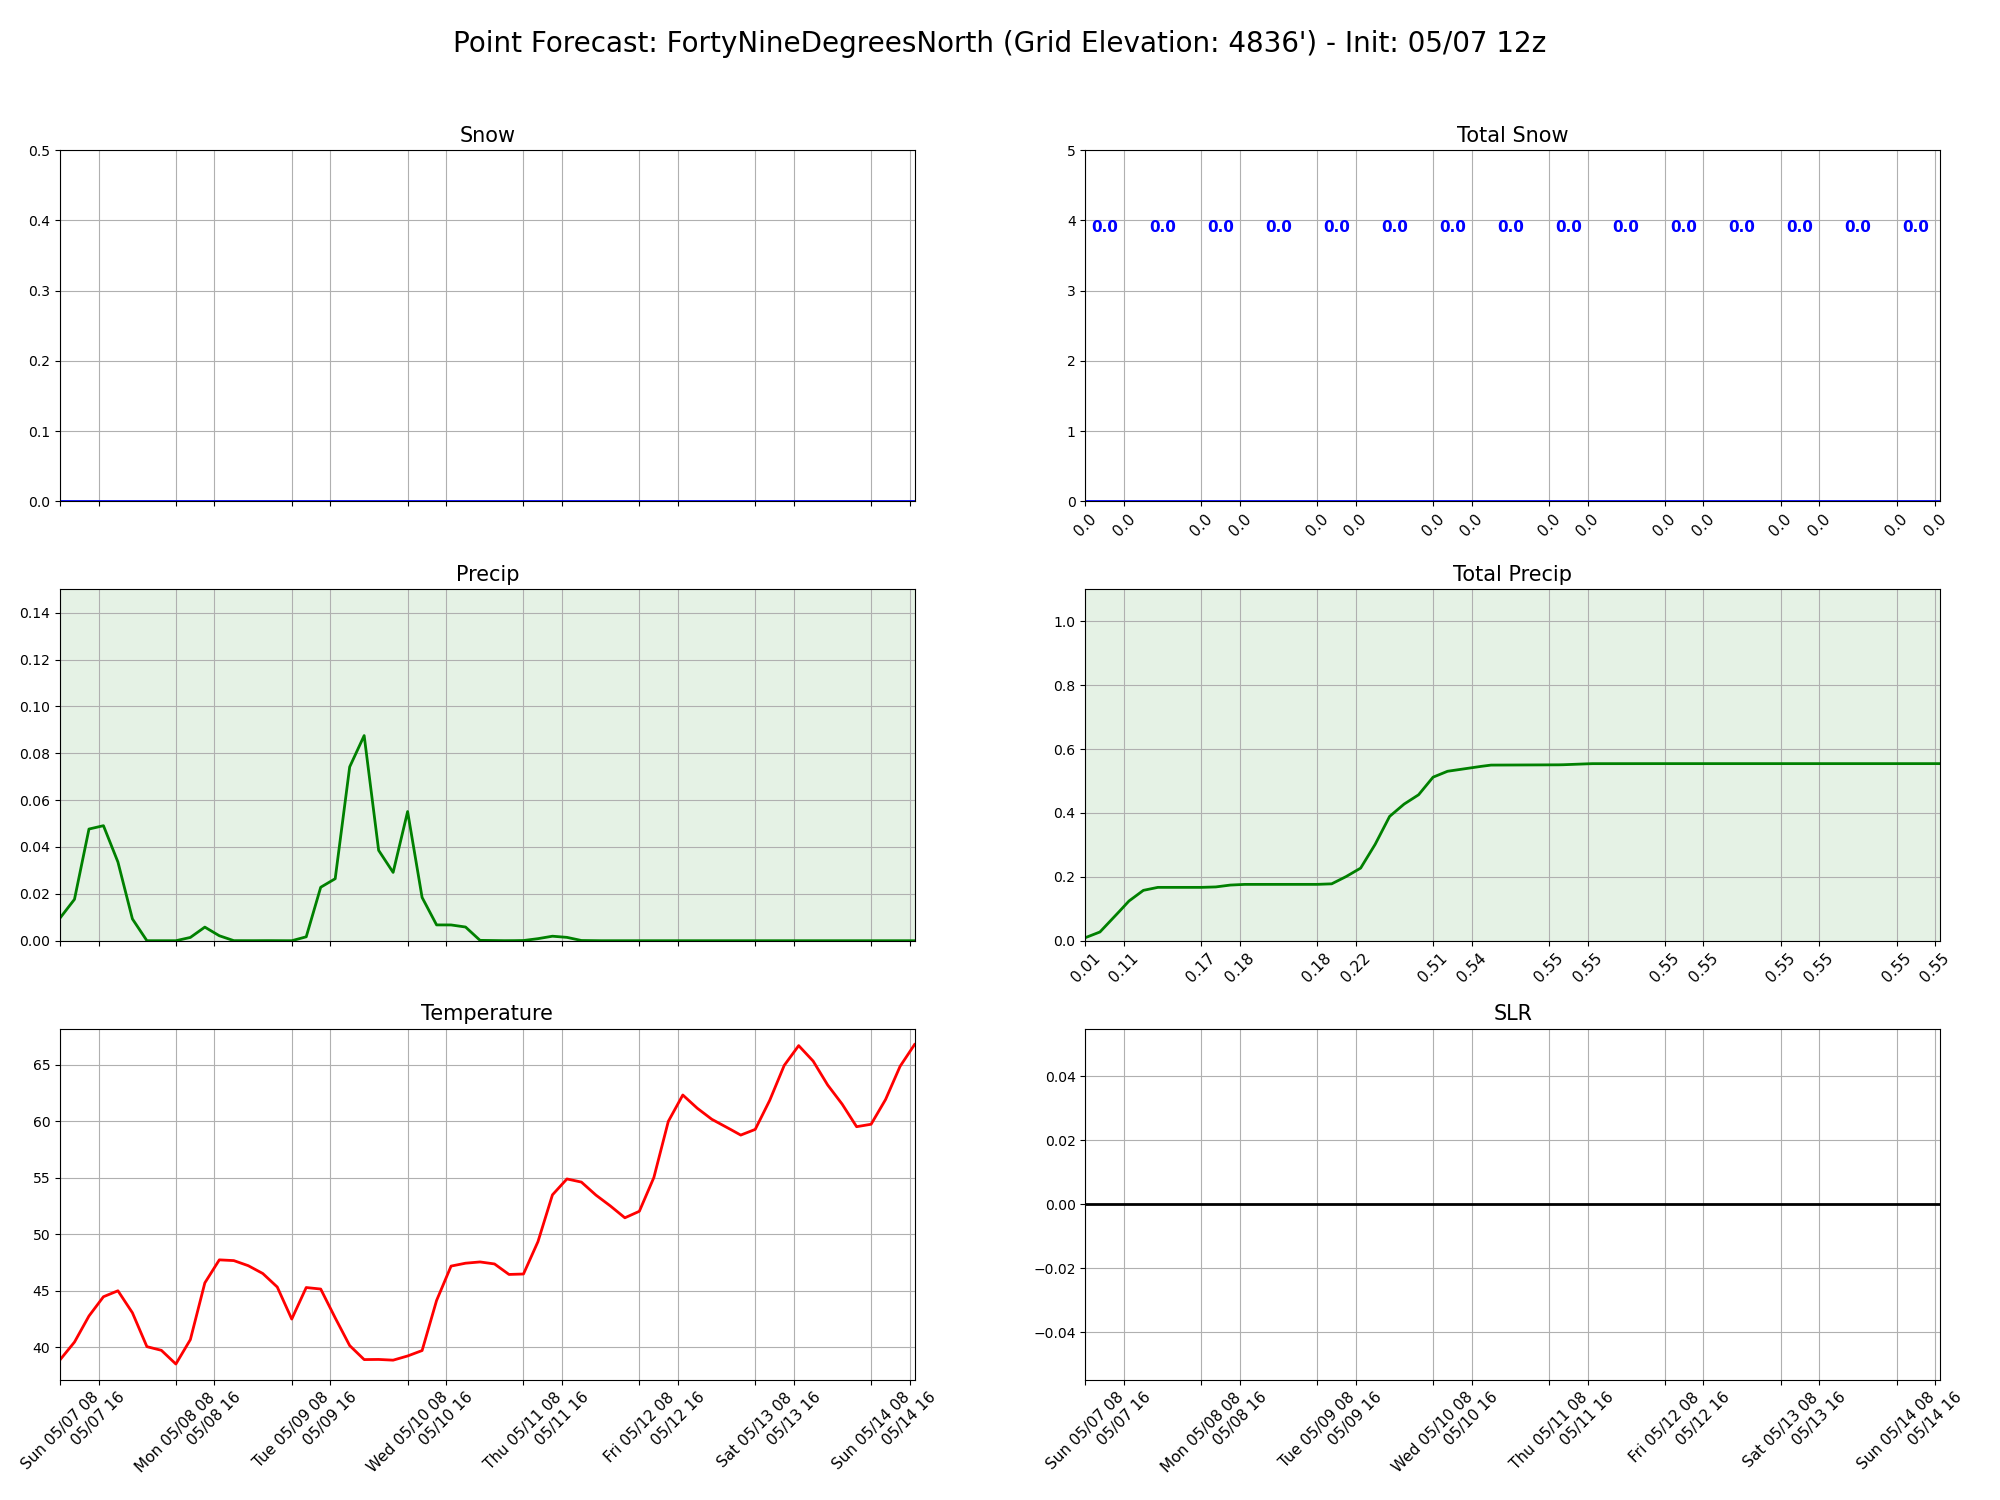 Point Forecast: FortyNineDegreesNorth (Grid Elevation: 4836') - Init: 05/07 12z
Snow
0.5
0.4
0.3
0.2
0.1
0.0
Total Snow
5
4
3
2
1
0
0.0 0.0 0.0 0.0 0.0 0.0 0.0 0.0 0.0 0.0 0.0 0.0 0.0 0.0 0.0
0.0 0.0 0.0 0.0 0.0 0.0 0.0 0.0 0.0 0.0 0.0 0.0 0.0 0.0 0.0 0.0
Precip
0.14
0.12
0.10
0.08
0.06
0.04
0.02
0.00
Total Precip
1.0
0.8
0.6
0.4
0.2
0.0
0.01 0.11 0.17 0.18 0.18 0.22 0.51 0.54 0.55 0.55 0.55 0.55 0.55 0.55 0.55 0.55
Temperature
65
60
55
50
45
40
Sun 05/07 08
05/07 16
Mon 05/08 08
05/08 16
Tue 05/09 08
05/09 16
Wed 05/10 08
05/10 16
Thu 05/11 08
05/11 16
Fri 05/12 08
05/12 16
Sat 05/13 08
05/13 16
Sun 05/14 08
05/14 16
SLR
0.04
0.02
0.00
−0.02
−0.04
Sun 05/07 08
05/07 16
Mon 05/08 08
05/08 16
Tue 05/09 08
05/09 16
Wed 05/10 08
05/10 16
Thu 05/11 08
05/11 16
Fri 05/12 08
05/12 16
Sat 05/13 08
05/13 16
Sun 05/14 08
05/14 16